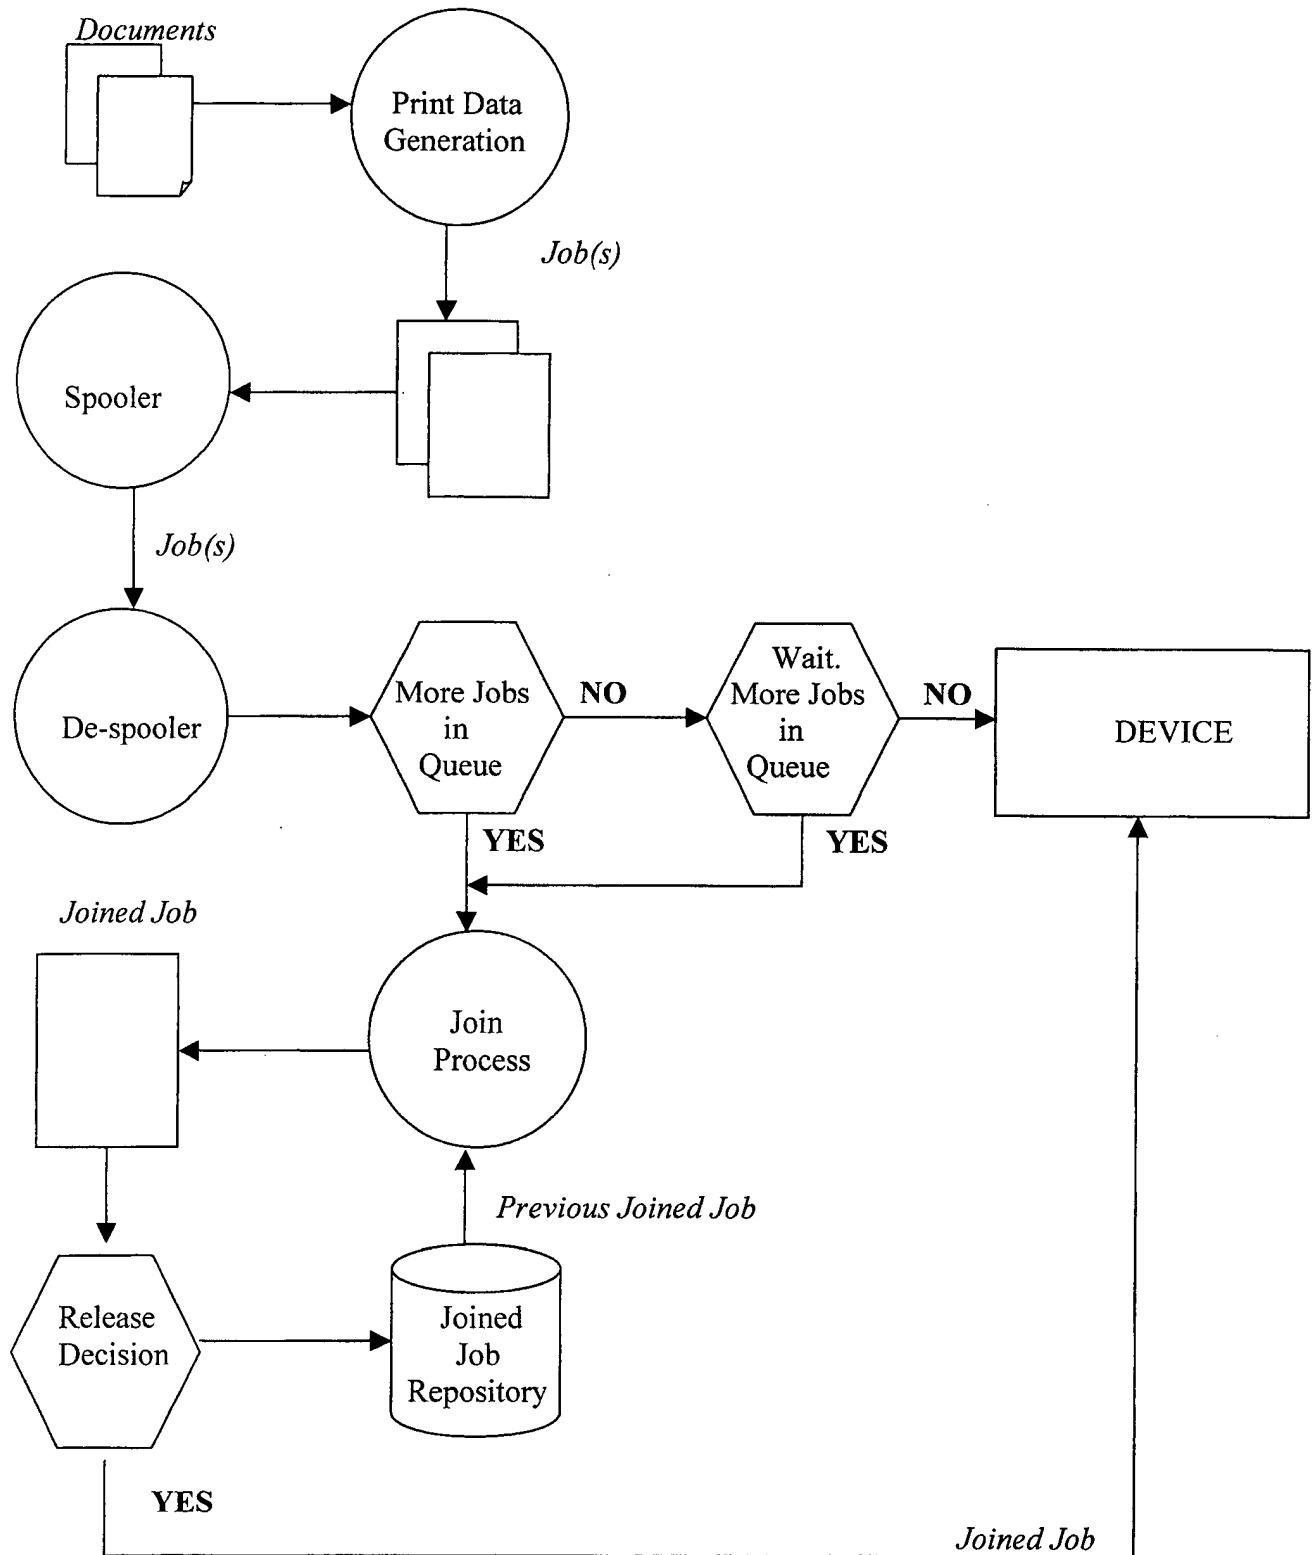 Documents
Print Data
Generation
Job(s)
Spooler
Job(s)
De-spooler
More Jobs
in
Queue
NO
Wait.
More Jobs
in
Queue
NO
DEVICE
YES
YES
Joined Job
Join
Process
Previous Joined Job
Release
Decision
Joined
Job
Repository
YES
Joined Job